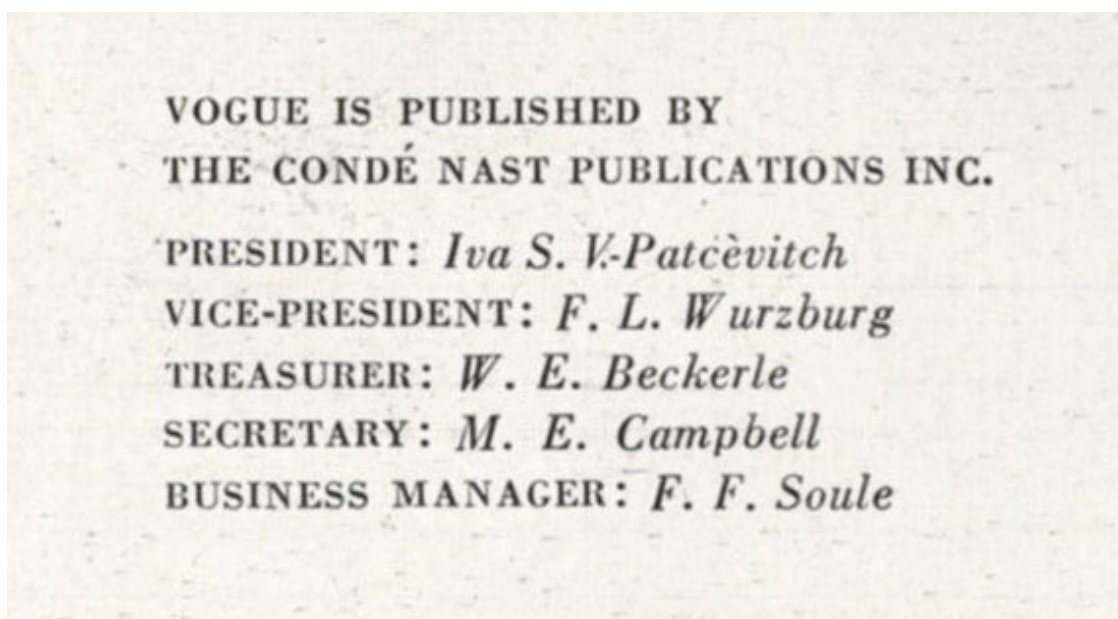 VOGUE IS PUBLISHED BY
THE CONDÉ NAST PUBLICATIONS INC.
PRESIDENT: Iva S. V.-Patcèvitch
VICE-PRESIDENT: F. L. Wurzburg
TREASURER: W. E. Beckerle
SECRETARY: M. E. Campbell
BUSINESS MANAGER: F. F. Soule